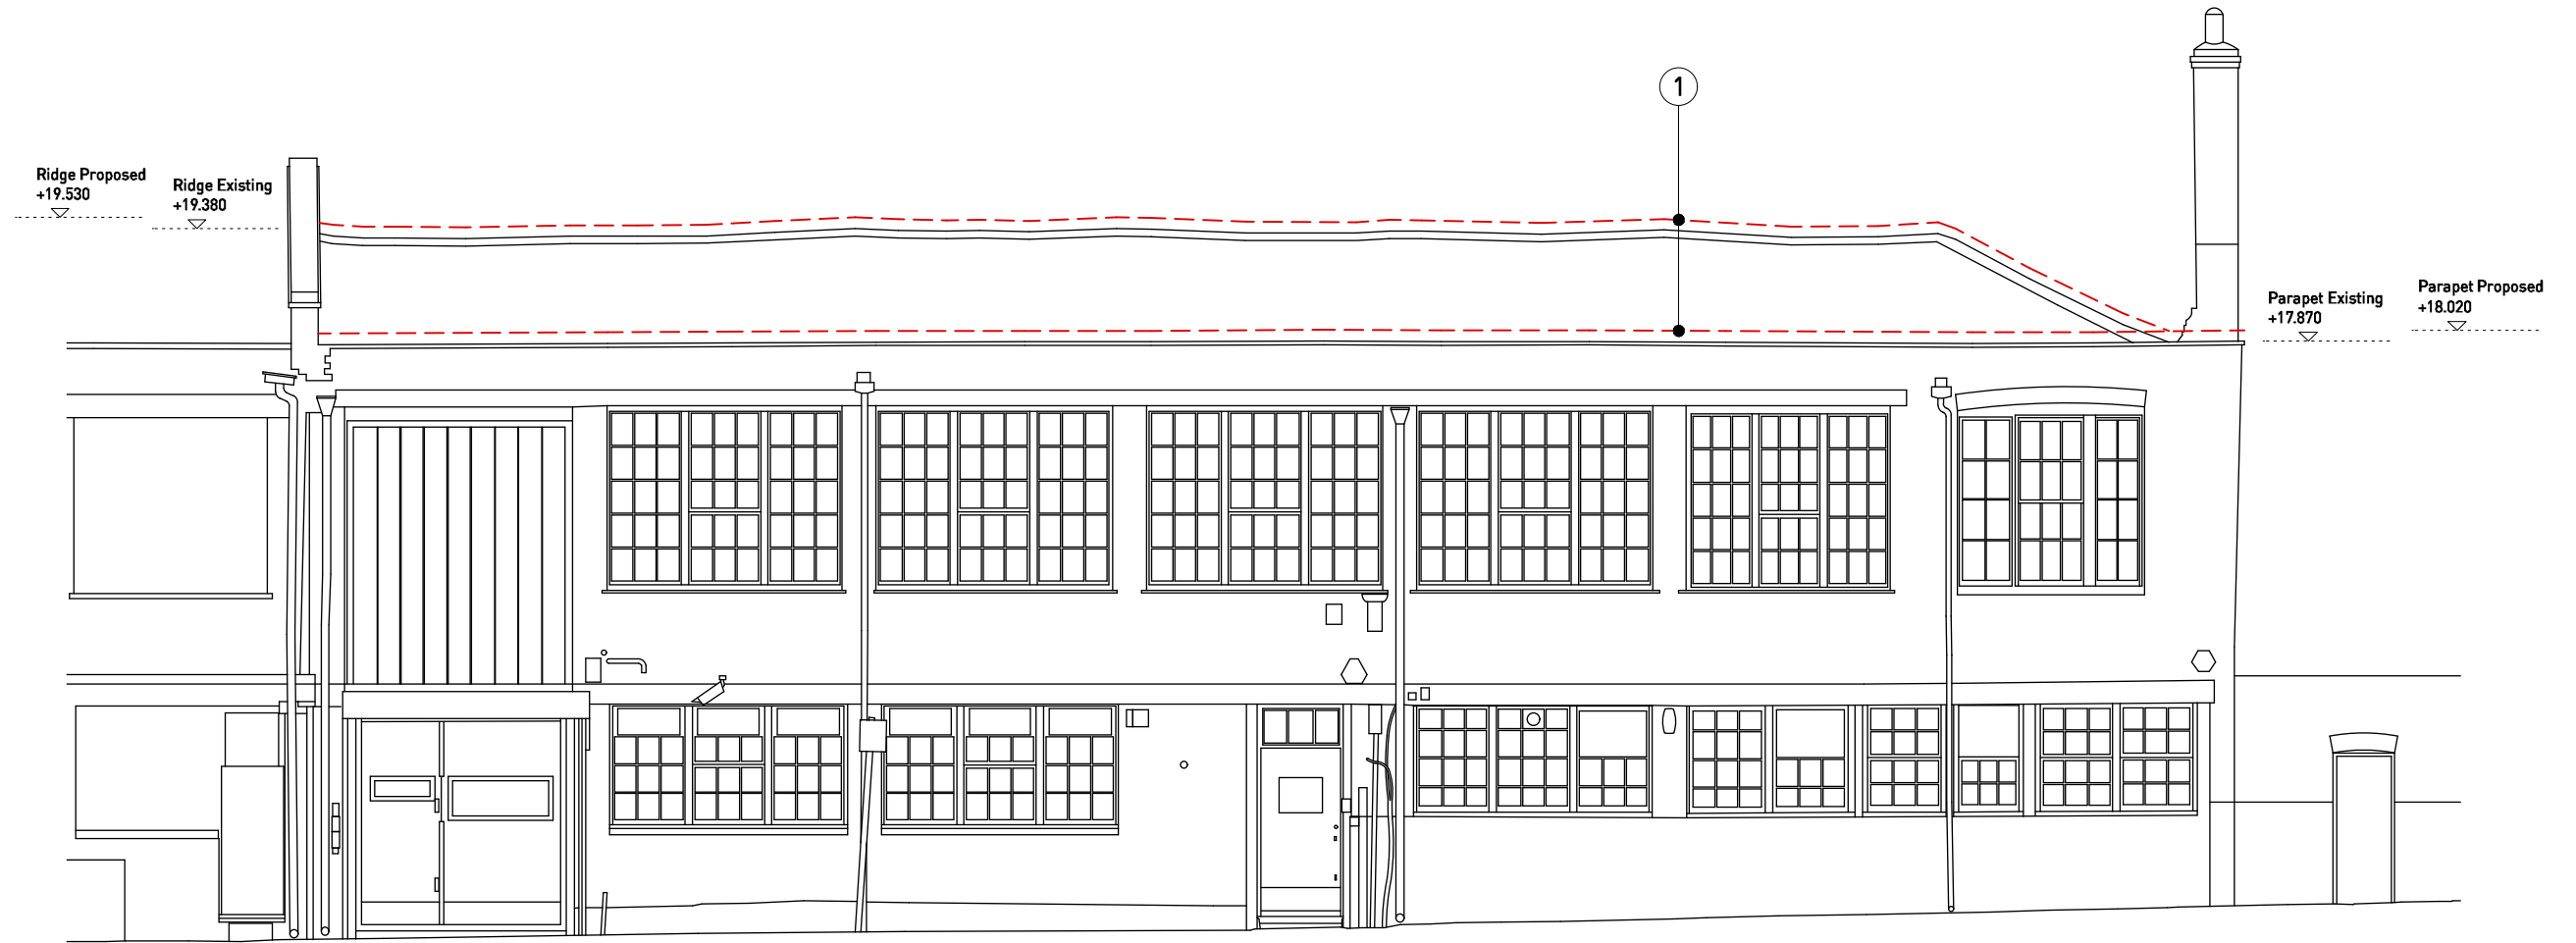 1
Ridge Proposed
+19.530
Ridge Existing
+19.380
Parapet Existing
+17.870
Parapet Proposed
+18.020